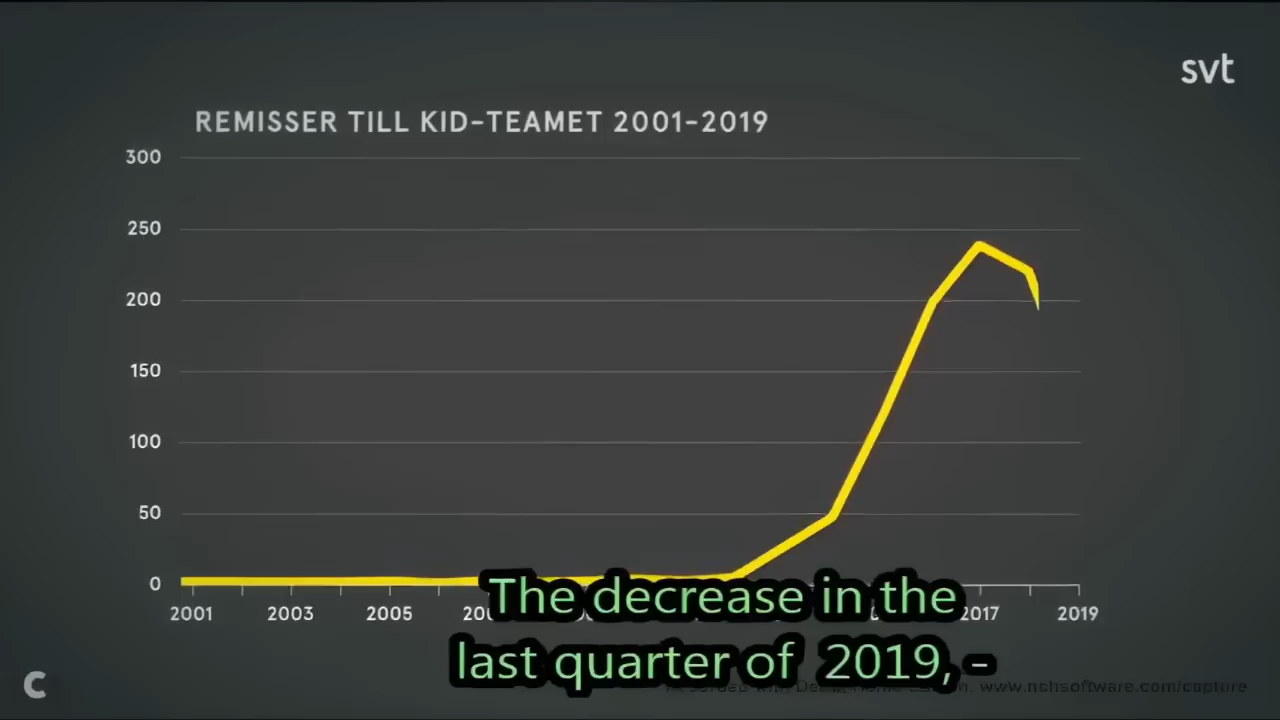 svt
REMISSER TILL KID-TEAMET 2001-2019
300
250
200
150
100
50
0
2001 2003 2005 2017 2019
The decrease in the
last quarter of 2019, -
C
www.nchsoftware.com/capture